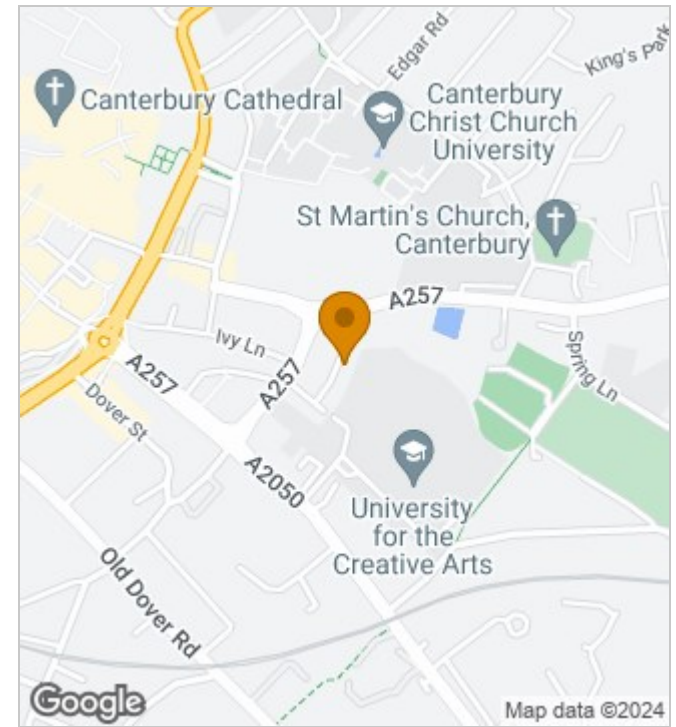 Edgar Rd
King's Park
Canterbury Cathedral
Canterbury
Christ Church
University
St Martin's Church,
Canterbury
A257
Ivy Ln
A257
A257
Spring Ln
Dover St
A2050
University
for the
Creative Arts
Old Dover Rd
Google
Map data ©2024